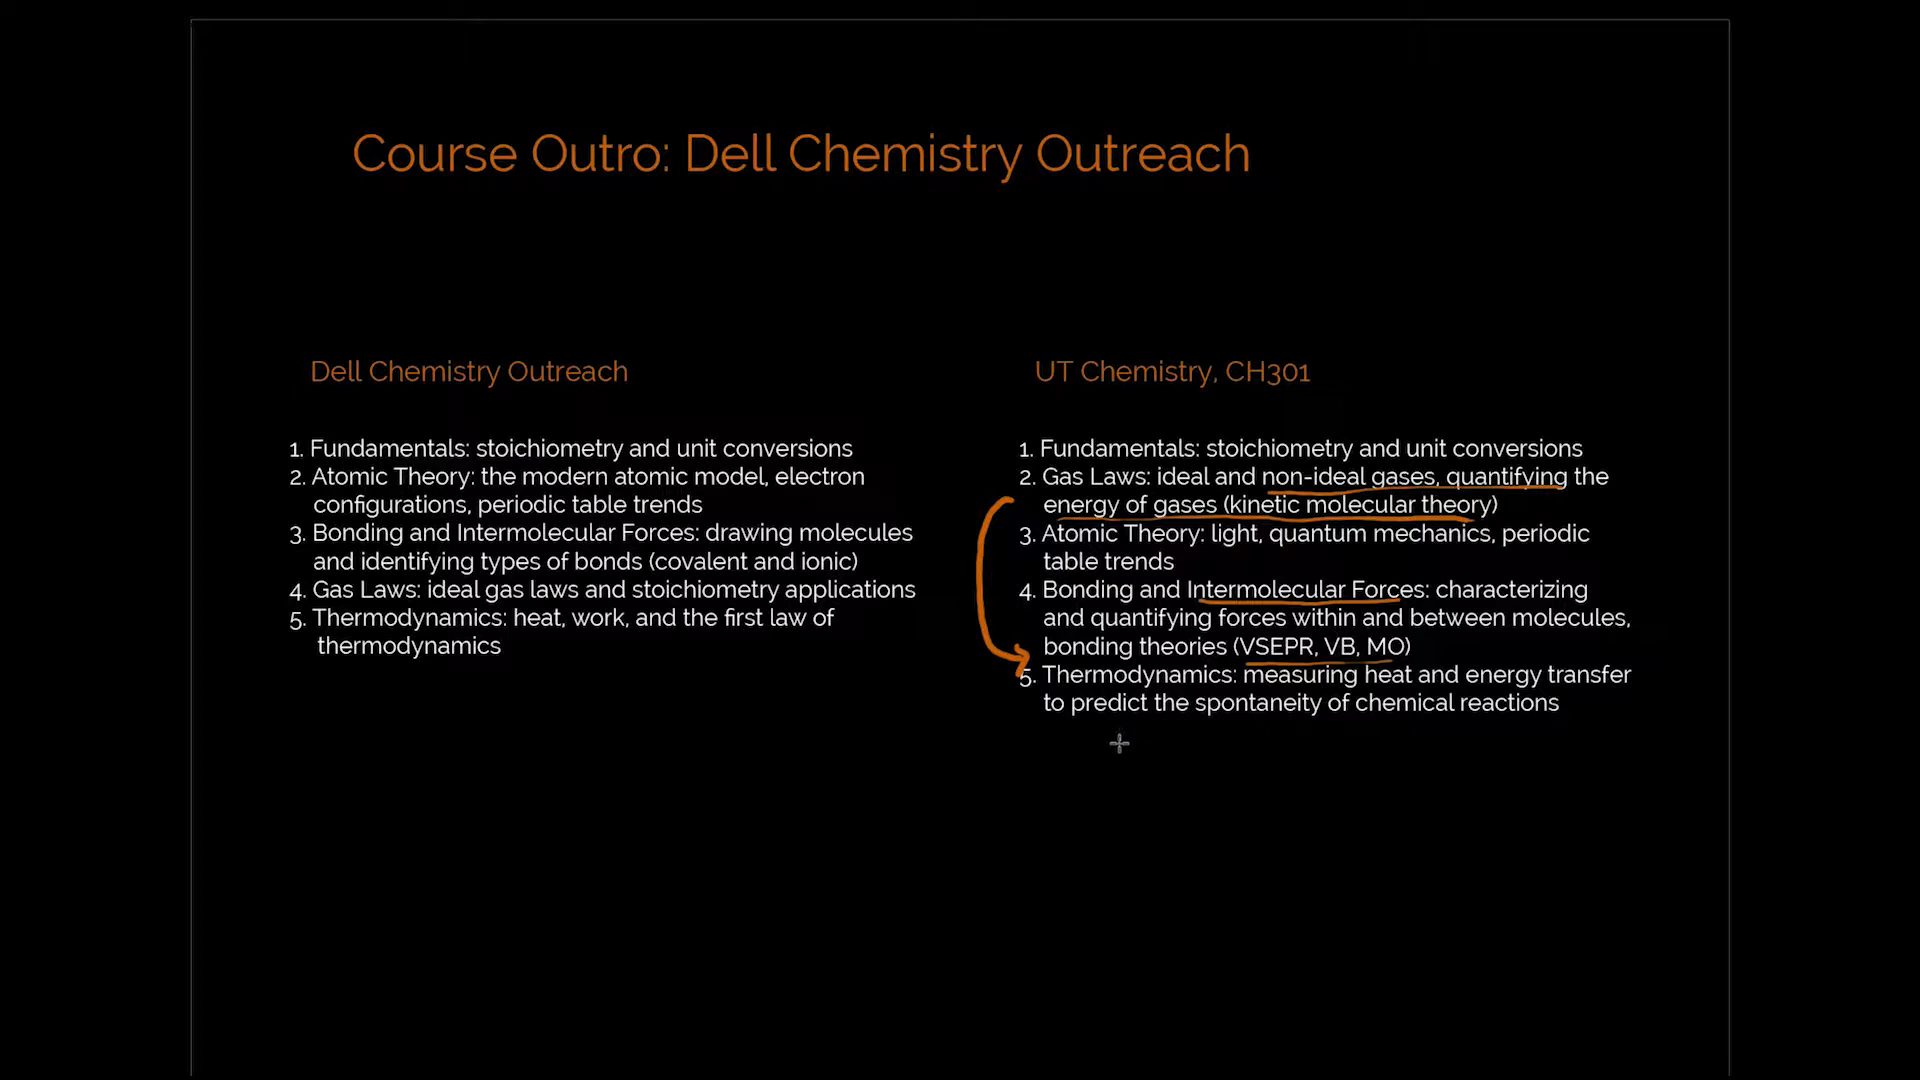 Course Outro: Dell Chemistry Outreach
Dell Chemistry Outreach
1. Fundamentals: stoichiometry and unit conversions
2. Atomic Theory: the modern atomic model, electron
configurations, periodic table trends
3. Bonding and Intermolecular Forces: drawing molecules
and identifying types of bonds (covalent and ionic)
4. Gas Laws: ideal gas laws and stoichiometry applications
5. Thermodynamics: heat, work, and the first law of
thermodynamics
UT Chemistry, CH301
1. Fundamentals: stoichiometry and unit conversions
2. Gas Laws: ideal and non-ideal gases, quantifying the
energy of gases (kinetic molecular theory)
3. Atomic Theory: light, quantum mechanics, periodic
table trends
4. Bonding and Intermolecular Forces: characterizing
and quantifying forces within and between molecules,
bonding theories (VSEPR, VB, MO)
5. Thermodynamics: measuring heat and energy transfer
to predict the spontaneity of chemical reactions